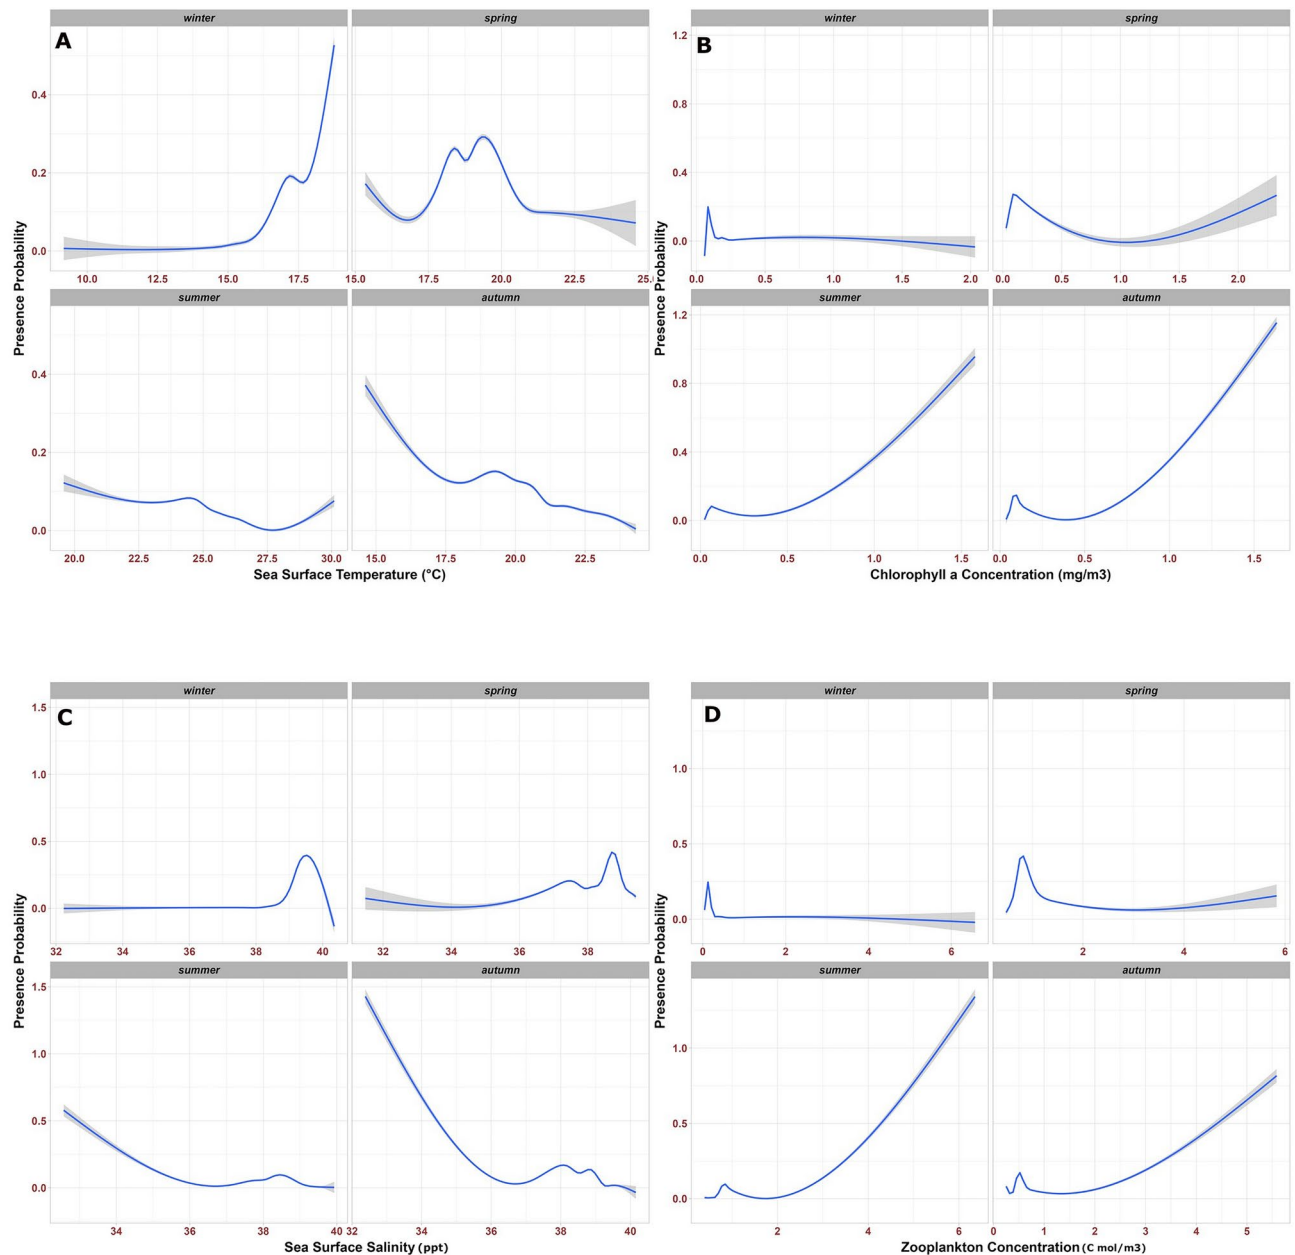 winter spring
A
0.4
0.2
0.0
10.0 12.5 15.0 17.5 15.0 17.5 20.0 22.5 25.0
summer autumn
0.4
0.2
0.0
20.0 22.5 25.0 27.5 30.0 15.0 17.5 20.0 22.5
Presence Probability
Sea Surface Temperature (°C)
winter spring
B
1.2
0.8
0.4
0.0
0.0 0.5 1.0 1.5 2.0 0.0 0.5 1.0 1.5 2.0
summer autumn
1.2
0.8
0.4
0.0
0.0 0.5 1.0 1.5 0.0 0.5 1.0 1.5
Presence Probability
Chlorophyll a Concentration (mg/m3)
winter spring
C
1.5
1.0
0.5
0.0
32 34 36 38 40 32 34 36 38
summer autumn
1.5
1.0
0.5
0.0
34 36 38 40 32 34 36 38 40
Presence Probability
Sea Surface Salinity (ppt)
winter spring
D
1.0
0.5
0.0
0 2 4 6 2 4 6
summer autumn
1.0
0.5
0.0
2 4 6 0 1 2 3 4 5
Presence Probability
Zooplankton Concentration (C mol/m3)